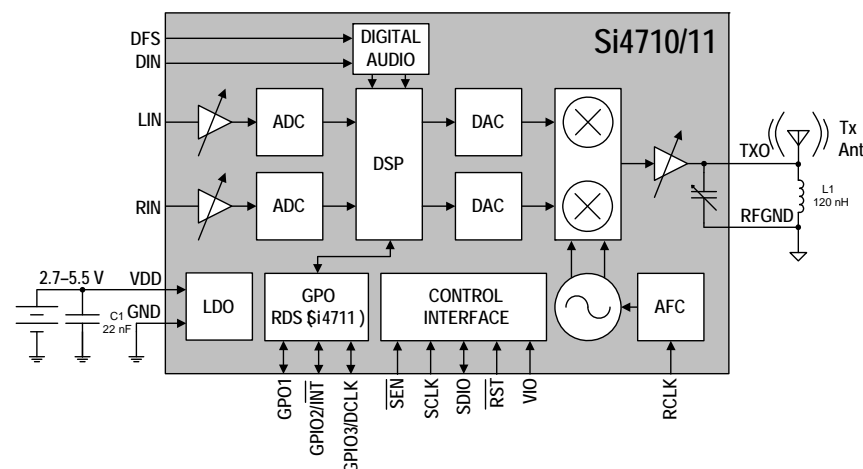 Si4710/11
DFS
DIN
DIGITAL
AUDIO
LIN
ADC
DSP
DAC
RIN
ADC
DAC
TXO
Tx
Ant
L1
120 nH
RFGND
2.7–5.5 V
VDD
GND
C1
22 nF
LDO
GPO
RDS (Si4711)
CONTROL
INTERFACE
AFC
GPO1
GPIO2/INT
GPIO3/DCLK
SEN
SCLK
SDIO
RST
VIO
RCLK